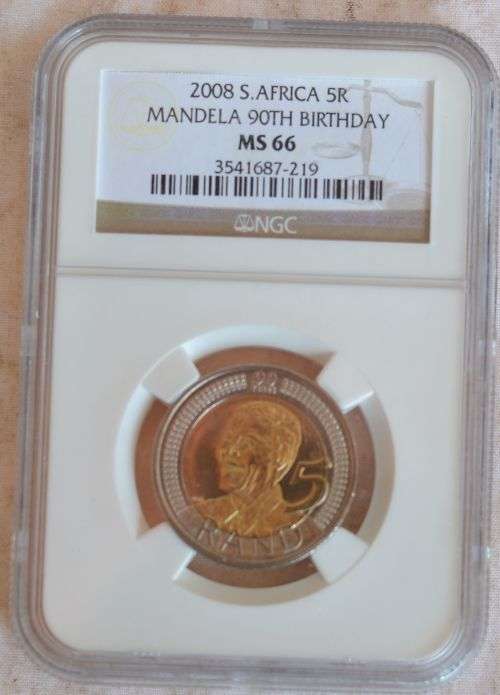 2008 S.AFRICA 5R
MANDELA 90TH BIRTHDAY
MS 66
3541687-219
NGC
5
RAND